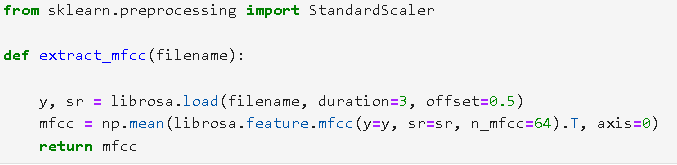 from sklearn.preprocessing import StandardScaler
def extract_mfcc(filename):
    y, sr = librosa.load(filename, duration=3, offset=0.5)
    mfcc = np.mean(librosa.feature.mfcc(y=y, sr=sr, n_mfcc=64).T, axis=0)
    return mfcc